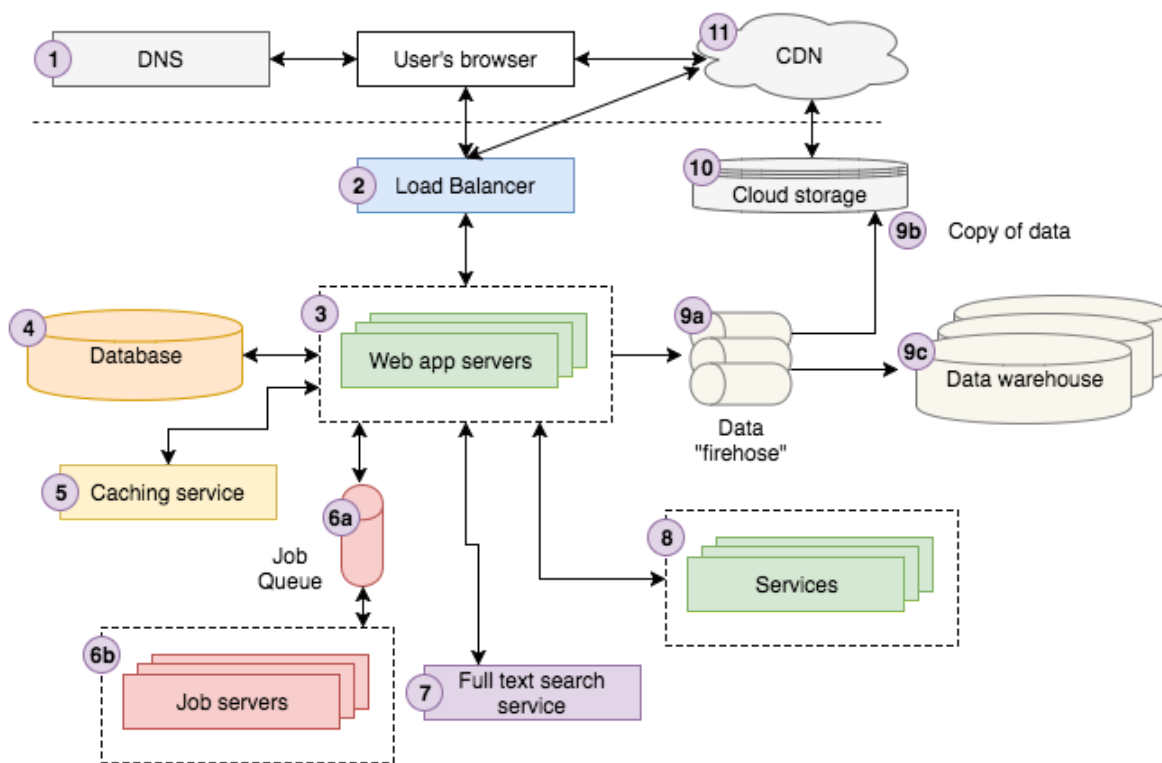 1
DNS
User's browser
11
CDN
2
Load Balancer
10
Cloud storage
9b
Copy of data
3
Web app servers
4
Database
9a
Data
"firehose"
9c
Data warehouse
5
Caching service
6a
Job
Queue
8
Services
6b
Job servers
7
Full text search
service